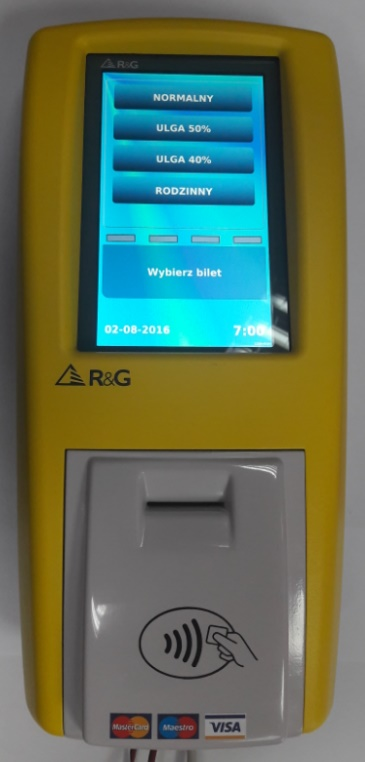 R&G
NORMALNY
ULGA 50%
ULGA 40%
RODZINNY
Wybierz bilet
02-08-2016 7:00
R&G
MasterCard Maestro VISA